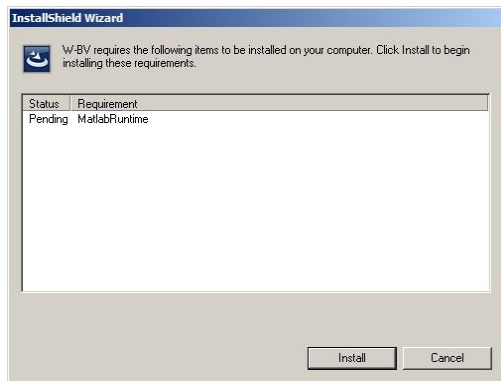 InstallShield Wizard
W-BV requires the following items to be installed on your computer. Click Install to begin
installing these requirements.
Status Requirement
Pending MatlabRuntime
Install Cancel